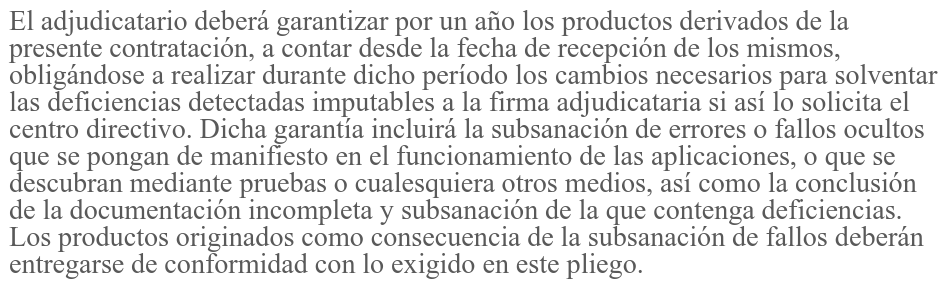 El adjudicatario deberá garantizar por un año los productos derivados de la
presente contratación, a contar desde la fecha de recepción de los mismos,
obligándose a realizar durante dicho período los cambios necesarios para solventar
las deficiencias detectadas imputables a la firma adjudicataria si así lo solicita el
centro directivo. Dicha garantía incluirá la subsanación de errores o fallos ocultos
que se pongan de manifiesto en el funcionamiento de las aplicaciones, o que se
descubran mediante pruebas o cualesquiera otros medios, así como la conclusión
de la documentación incompleta y subsanación de la que contenga deficiencias.
Los productos originados como consecuencia de la subsanación de fallos deberán
entregarse de conformidad con lo exigido en este pliego.